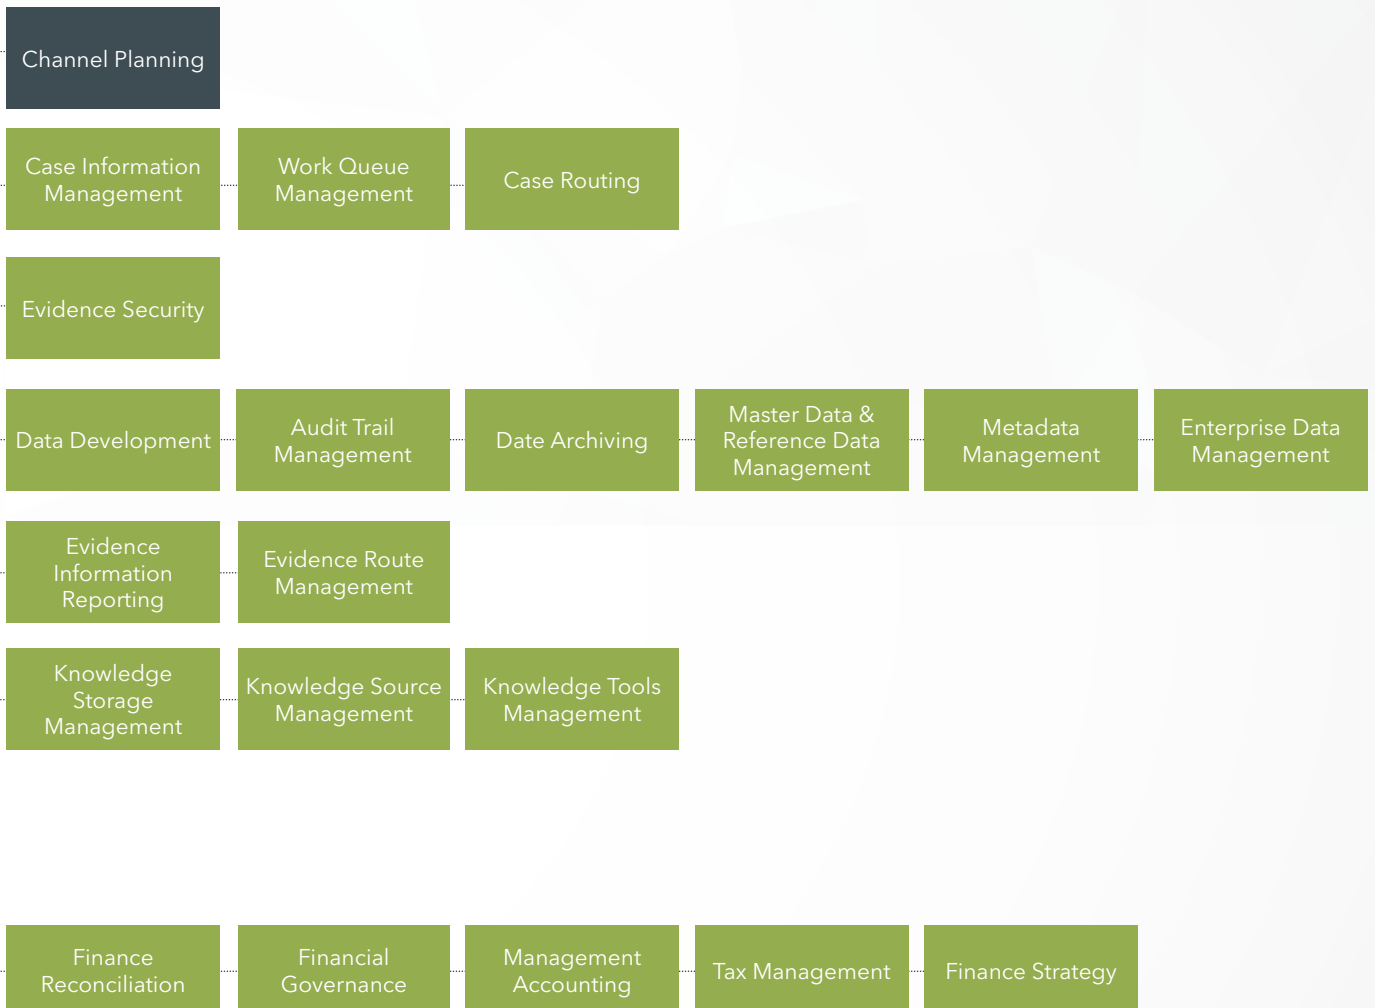 Channel Planning
Case Information
Management
Work Queue
Management
Case Routing
Evidence Security
Data Development
Audit Trail
Management
Date Archiving
Master Data &
Reference Data
Management
Metadata
Management
Enterprise Data
Management
Evidence
Information
Reporting
Evidence Route
Management
Knowledge
Storage
Management
Knowledge Source
Management
Knowledge Tools
Management
Finance
Reconciliation
Financial
Governance
Management
Accounting
Tax Management
Finance Strategy